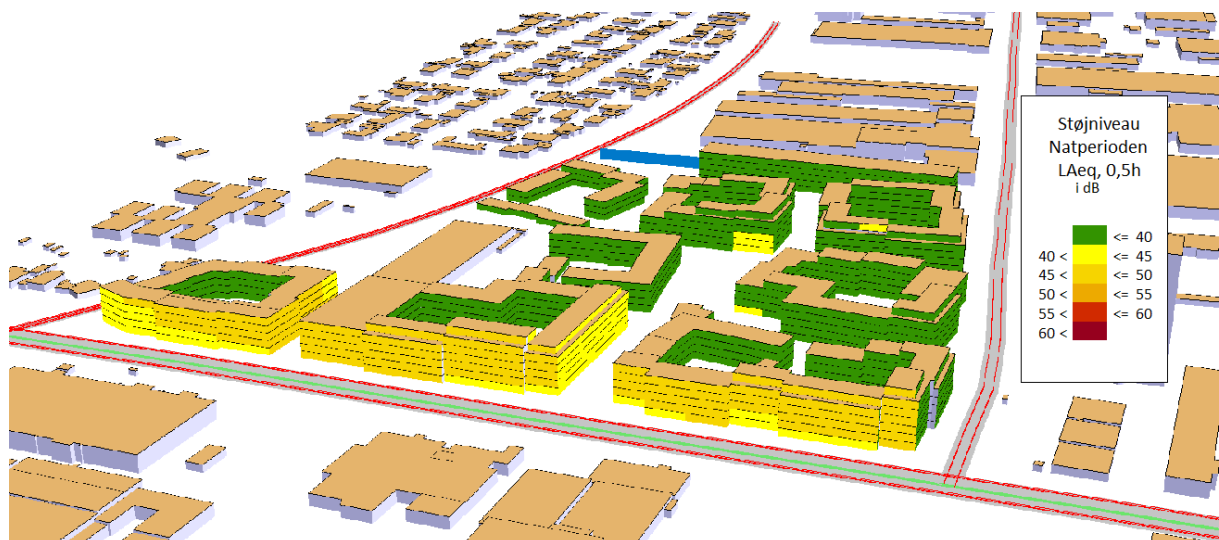 Støjniveau
Natperioden
LAeq, 0,5h
i dB
<= 40
40 < <= 45
45 < <= 50
50 < <= 55
55 < <= 60
60 <